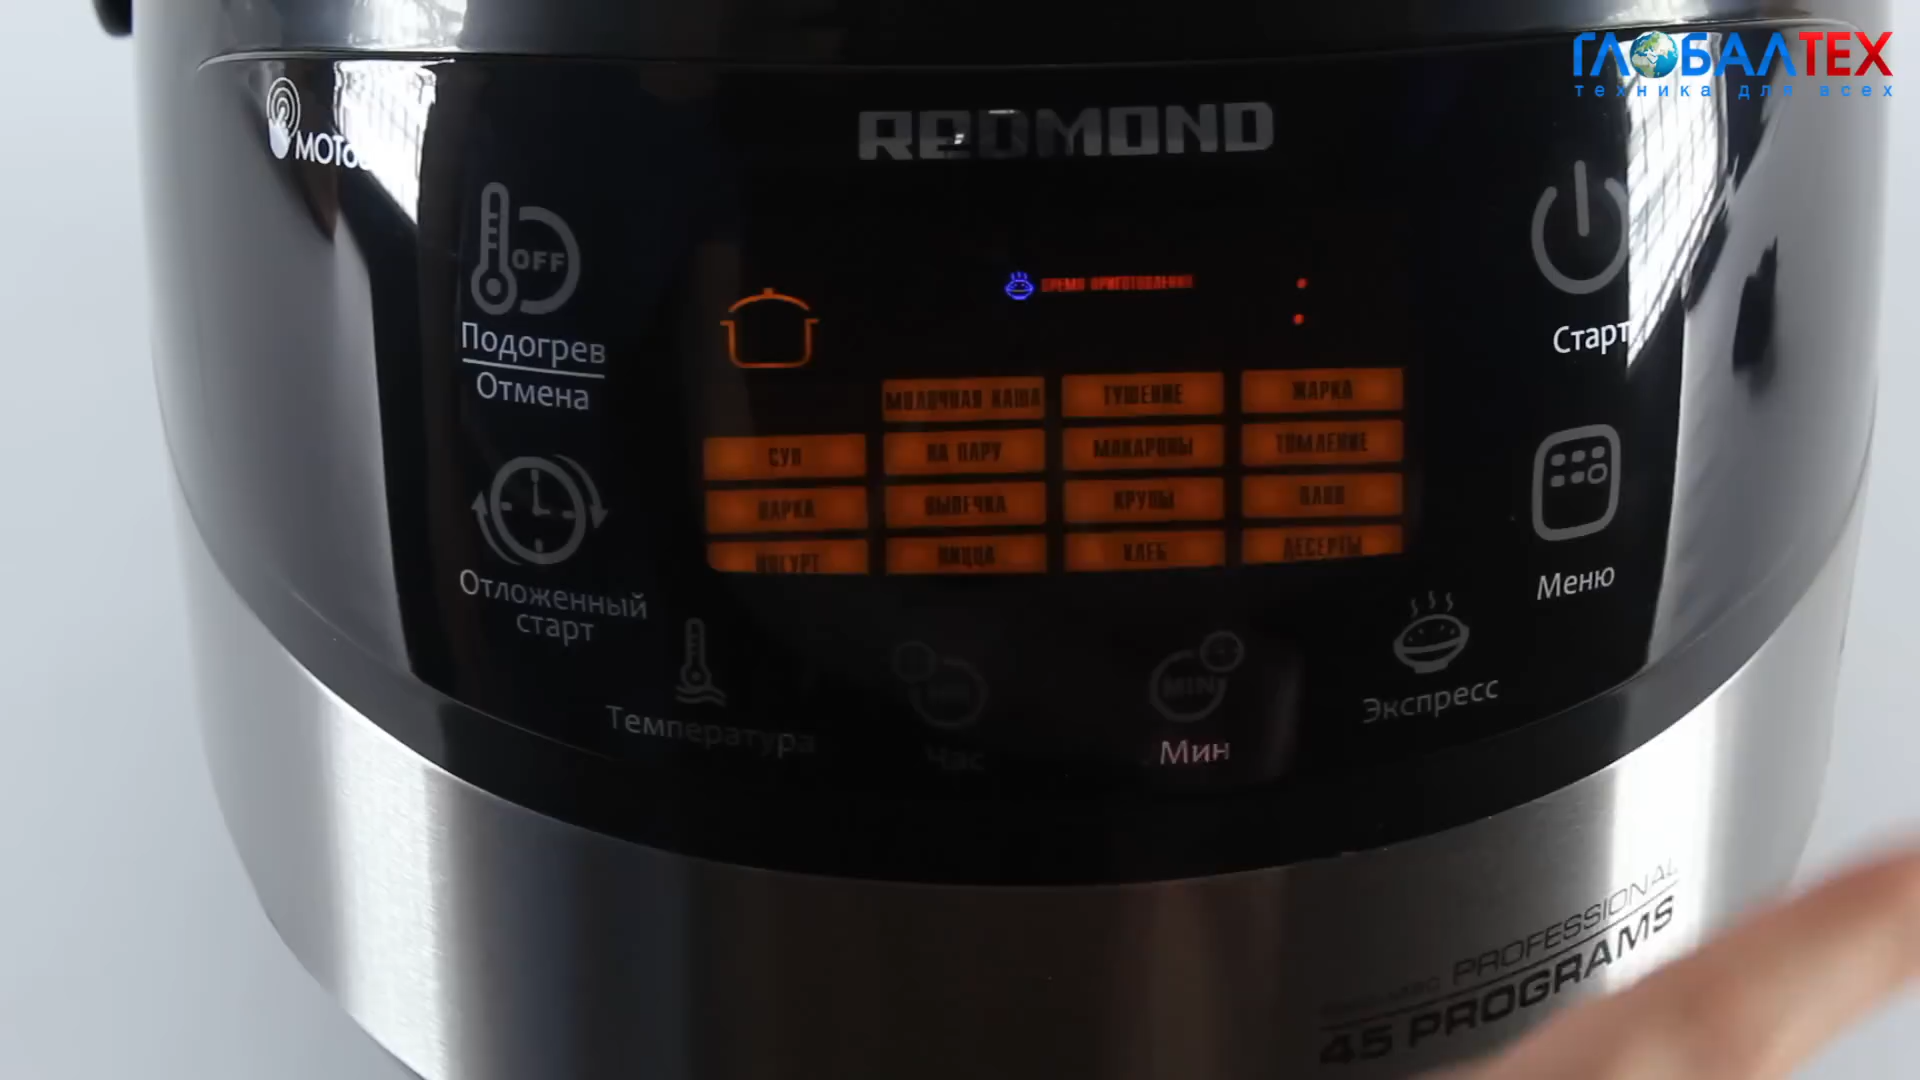 ГЛОБАЛТЕХ
техника для всех
REDMOND
OFF
Подогрев
Отмена
Старт
ВРЕМЯ ПРИГОТОВЛЕНИЯ
МОЛОЧНАЯ КАША ТУШЕНИЕ ЖАРКА
СУП НА ПАРУ МАКАРОНЫ ТОМЛЕНИЕ
ВАРКА ВЫПЕЧКА КРУПЫ ПЛОВ
ЙОГУРТ ПИЦЦА ХЛЕБ ДЕСЕРТЫ
Отложенный
старт
Меню
Температура
Час
MIN
Мин
Экспресс
PROFESSIONAL
45 PROGRAMS